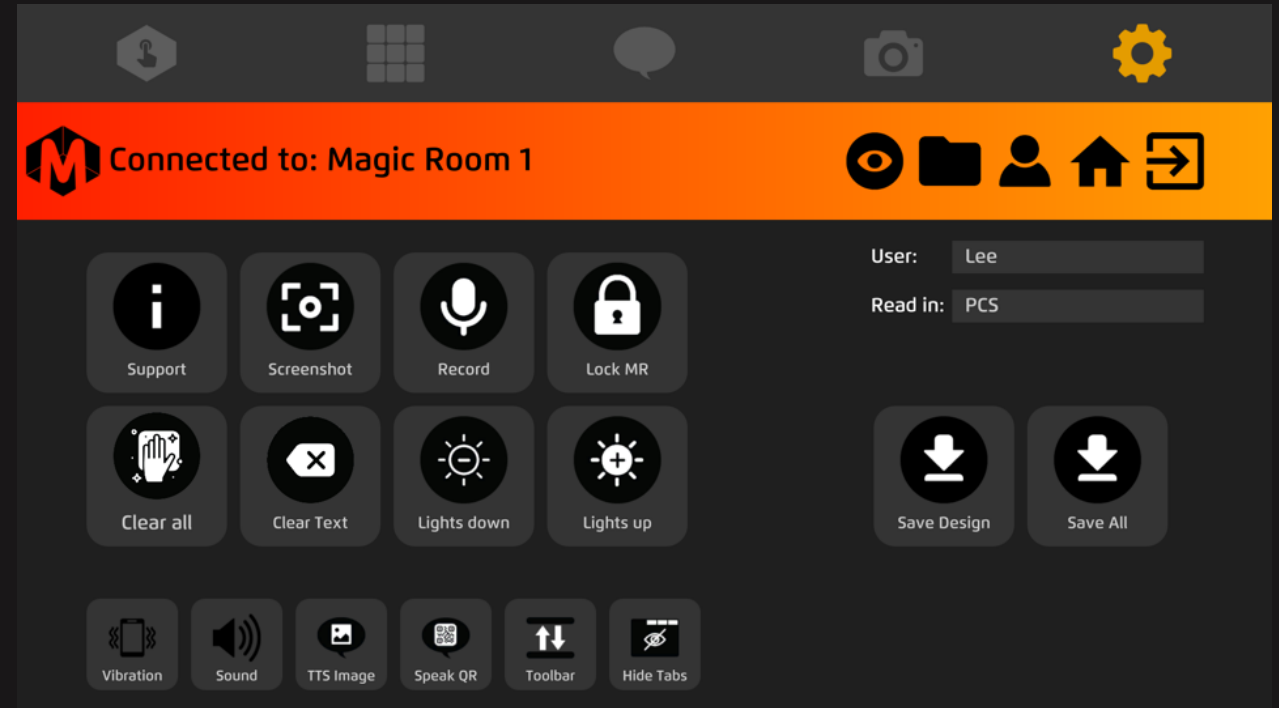 Connected to: Magic Room 1
User: Lee
Read in: PCS
Support Screenshot Record Lock MR
Clear all Clear Text Lights down Lights up
Save Design Save All
Vibration Sound TTS Image Speak QR Toolbar Hide Tabs